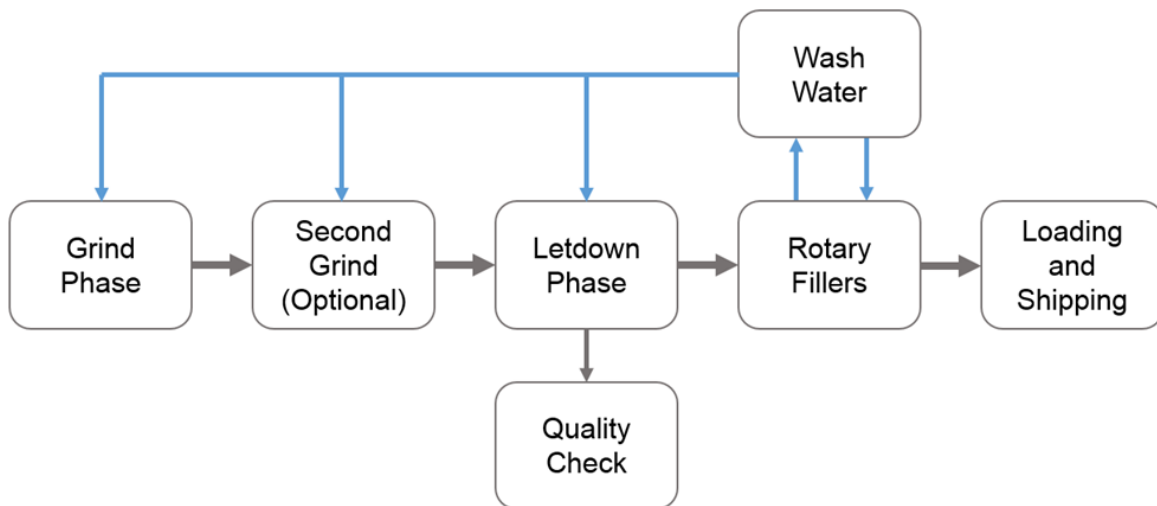 Wash
Water
Grind
Phase
Second
Grind
(Optional)
Letdown
Phase
Rotary
Fillers
Loading
and
Shipping
Quality
Check